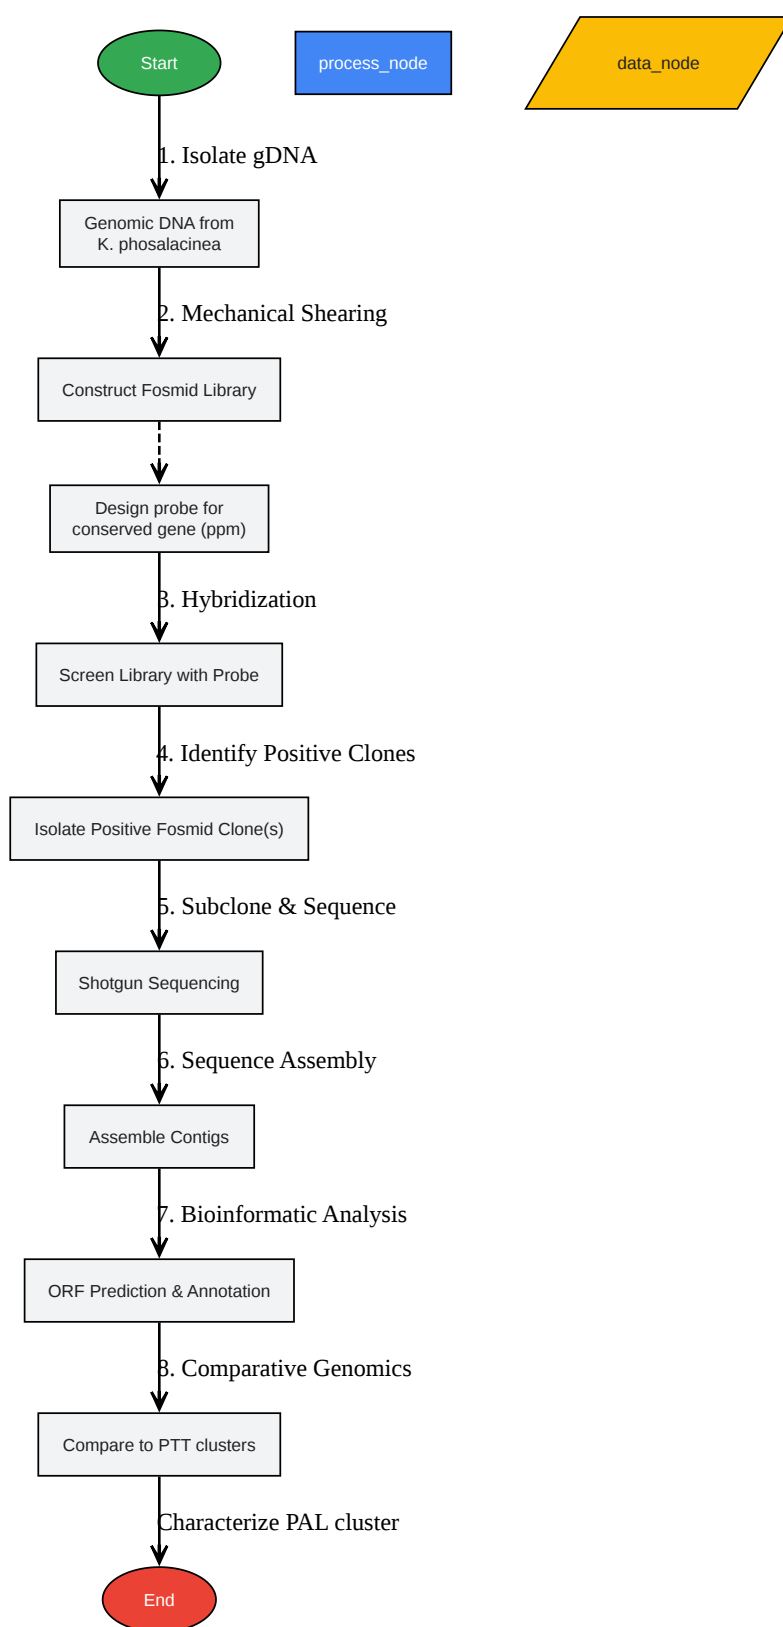 Start
process_node
data_node
1. Isolate gDNA
Genomic DNA from
K. phosalacinea
2. Mechanical Shearing
Construct Fosmid Library
Design probe for
conserved gene (ppm)
3. Hybridization
Screen Library with Probe
4. Identify Positive Clones
Isolate Positive Fosmid Clone(s)
5. Subclone & Sequence
Shotgun Sequencing
6. Sequence Assembly
Assemble Contigs
7. Bioinformatic Analysis
ORF Prediction & Annotation
8. Comparative Genomics
Compare to PTT clusters
Characterize PAL cluster
End